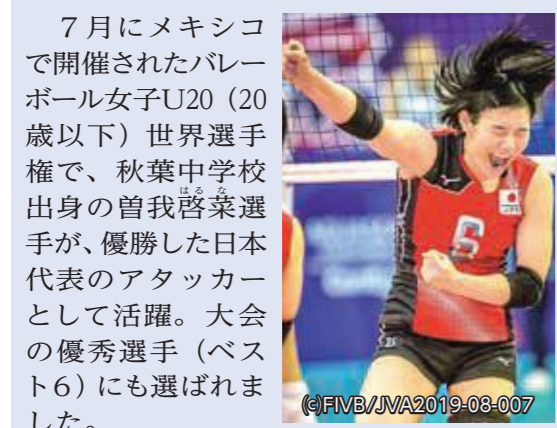 ７月にメキシコ
で開催されたバレー
ボール女子U20（20
歳以下）世界選手
権で、秋葉中学校
はるな
出身の曽我啓菜選
手が、優勝した日本
代表のアタッカー
として活躍。大会
の優秀選手（ベス
ト６）にも選ばれま
した。
6
(c)FIVB/JVA2019-08-007